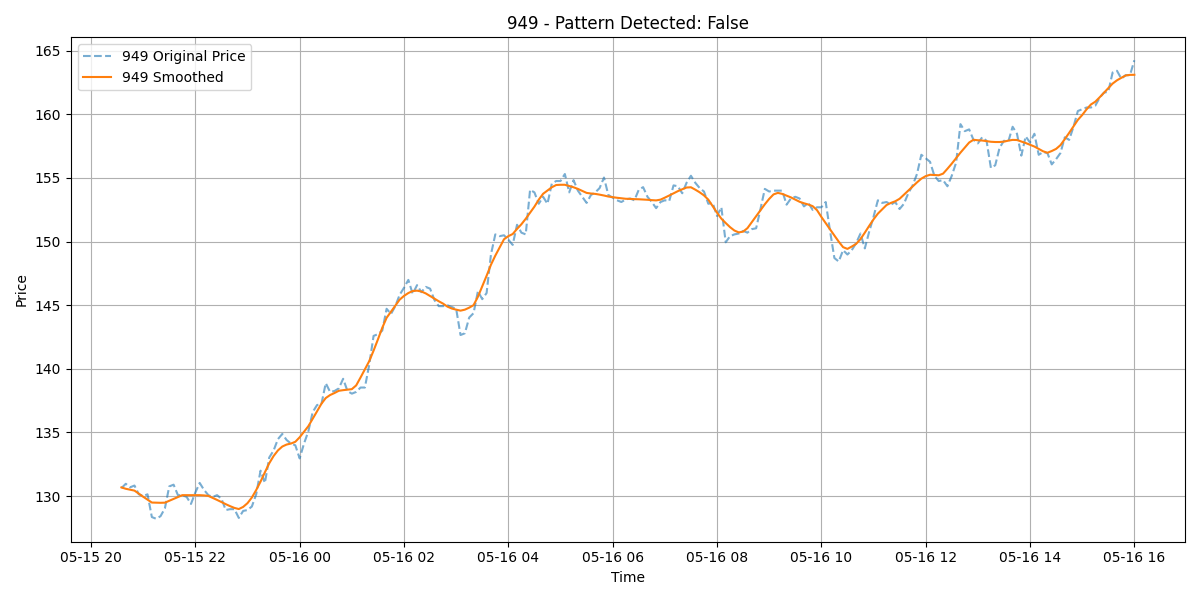 949 - Pattern Detected: False
949 Original Price
949 Smoothed
165
160
155
150
145
140
135
130
Price
05-15 20 05-15 22 05-16 00 05-16 02 05-16 04 05-16 06 05-16 08 05-16 10 05-16 12 05-16 14 05-16 16
Time